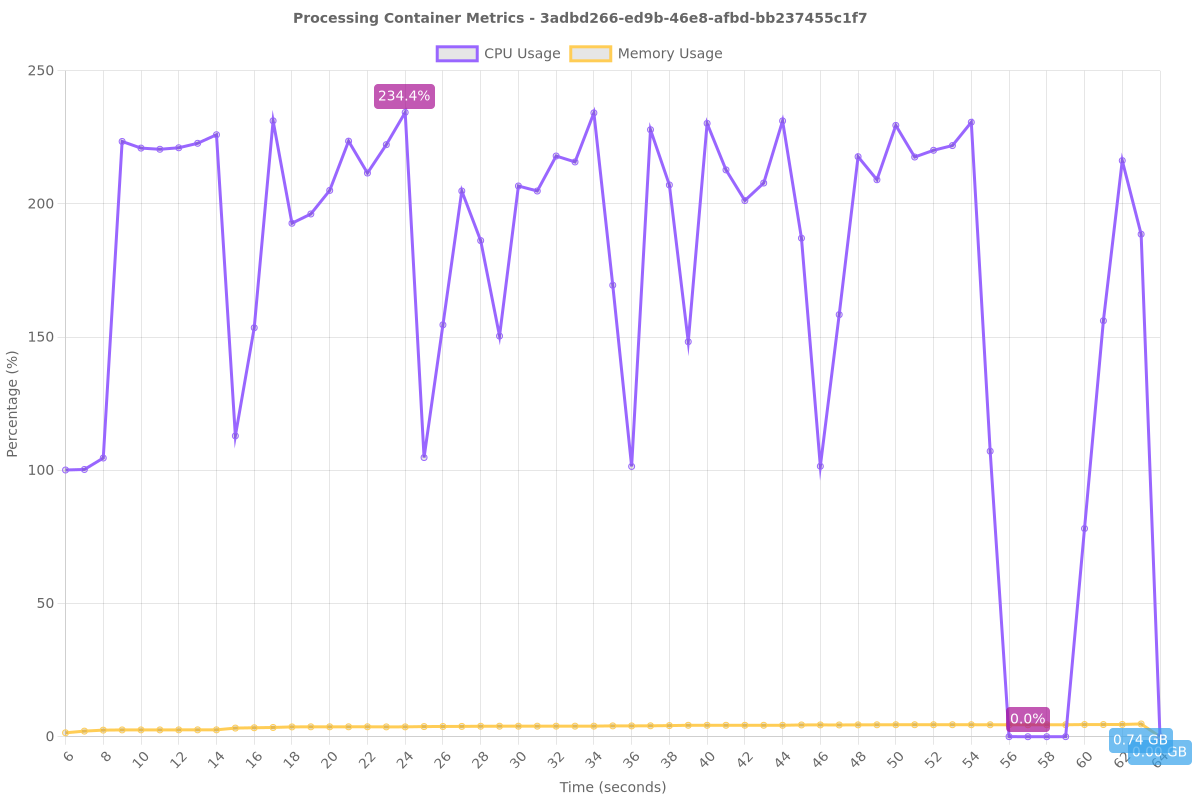 Processing Container Metrics - 3adbd266-ed9b-46e8-afbd-bb237455c1f7
CPU Usage Memory Usage
250
200
150
100
50
0
Percentage (%)
234.4%
0.0%
0.74 GB
0.00 GB
6 8 10 12 14 16 18 20 22 24 26 28 30 32 34 36 38 40 42 44 46 48 50 52 54 56 58 60 62 64
Time (seconds)